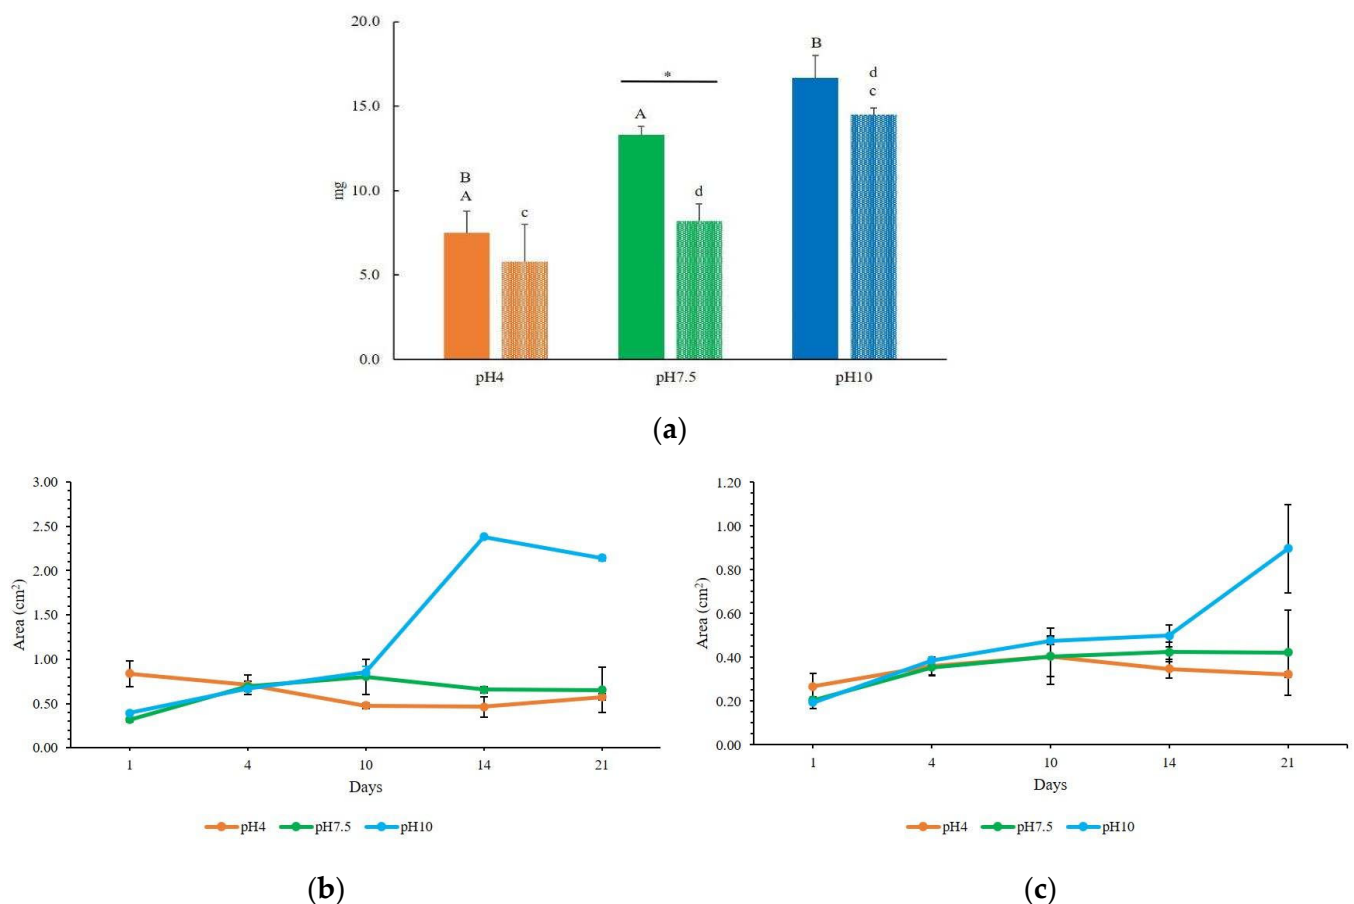 20.0
15.0
10.0
5.0
0.0
mg
B
A
c
*
A
d
B
d
c
pH4 pH7.5 pH10
(a)
3.00
2.50
2.00
1.50
1.00
0.50
0.00
Area (cm²)
1 4 10 14 21
Days
pH4 pH7.5 pH10
(b)
1.20
1.00
0.80
0.60
0.40
0.20
0.00
Area (cm²)
1 4 10 14 21
Days
pH4 pH7.5 pH10
(c)